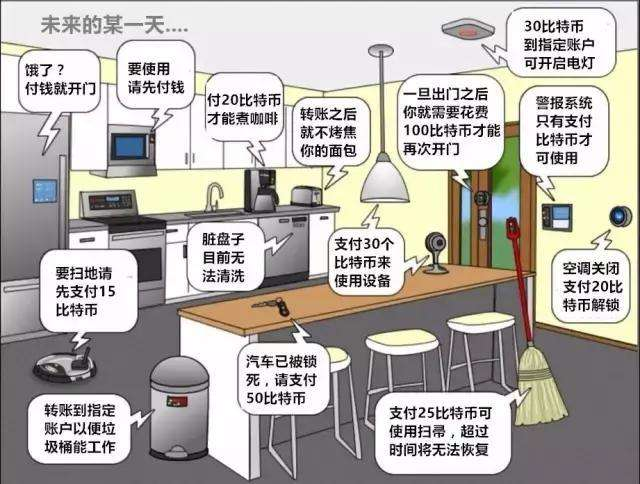 未来的某一天....
饿了？
付钱就开门
要使用
请先付钱
付20比特币
才能煮咖啡
转账之后
就不烤焦
你的面包
一旦出门之后
你就需要花费
100比特币才能
再次开门
30比特币
到指定账户
可开启电灯
警报系统
只有支付
比特币才
可使用
要扫地请
先支付15
比特币
脏盘子
目前无
法清洗
支付30个
比特币来
使用设备
空调关闭
支付20比
特币解锁
转账到指定
账户以便垃
圾桶能工作
汽车已被锁
死，请支付
50比特币
支付25比特币可
使用扫帚，超过
时间将无法恢复